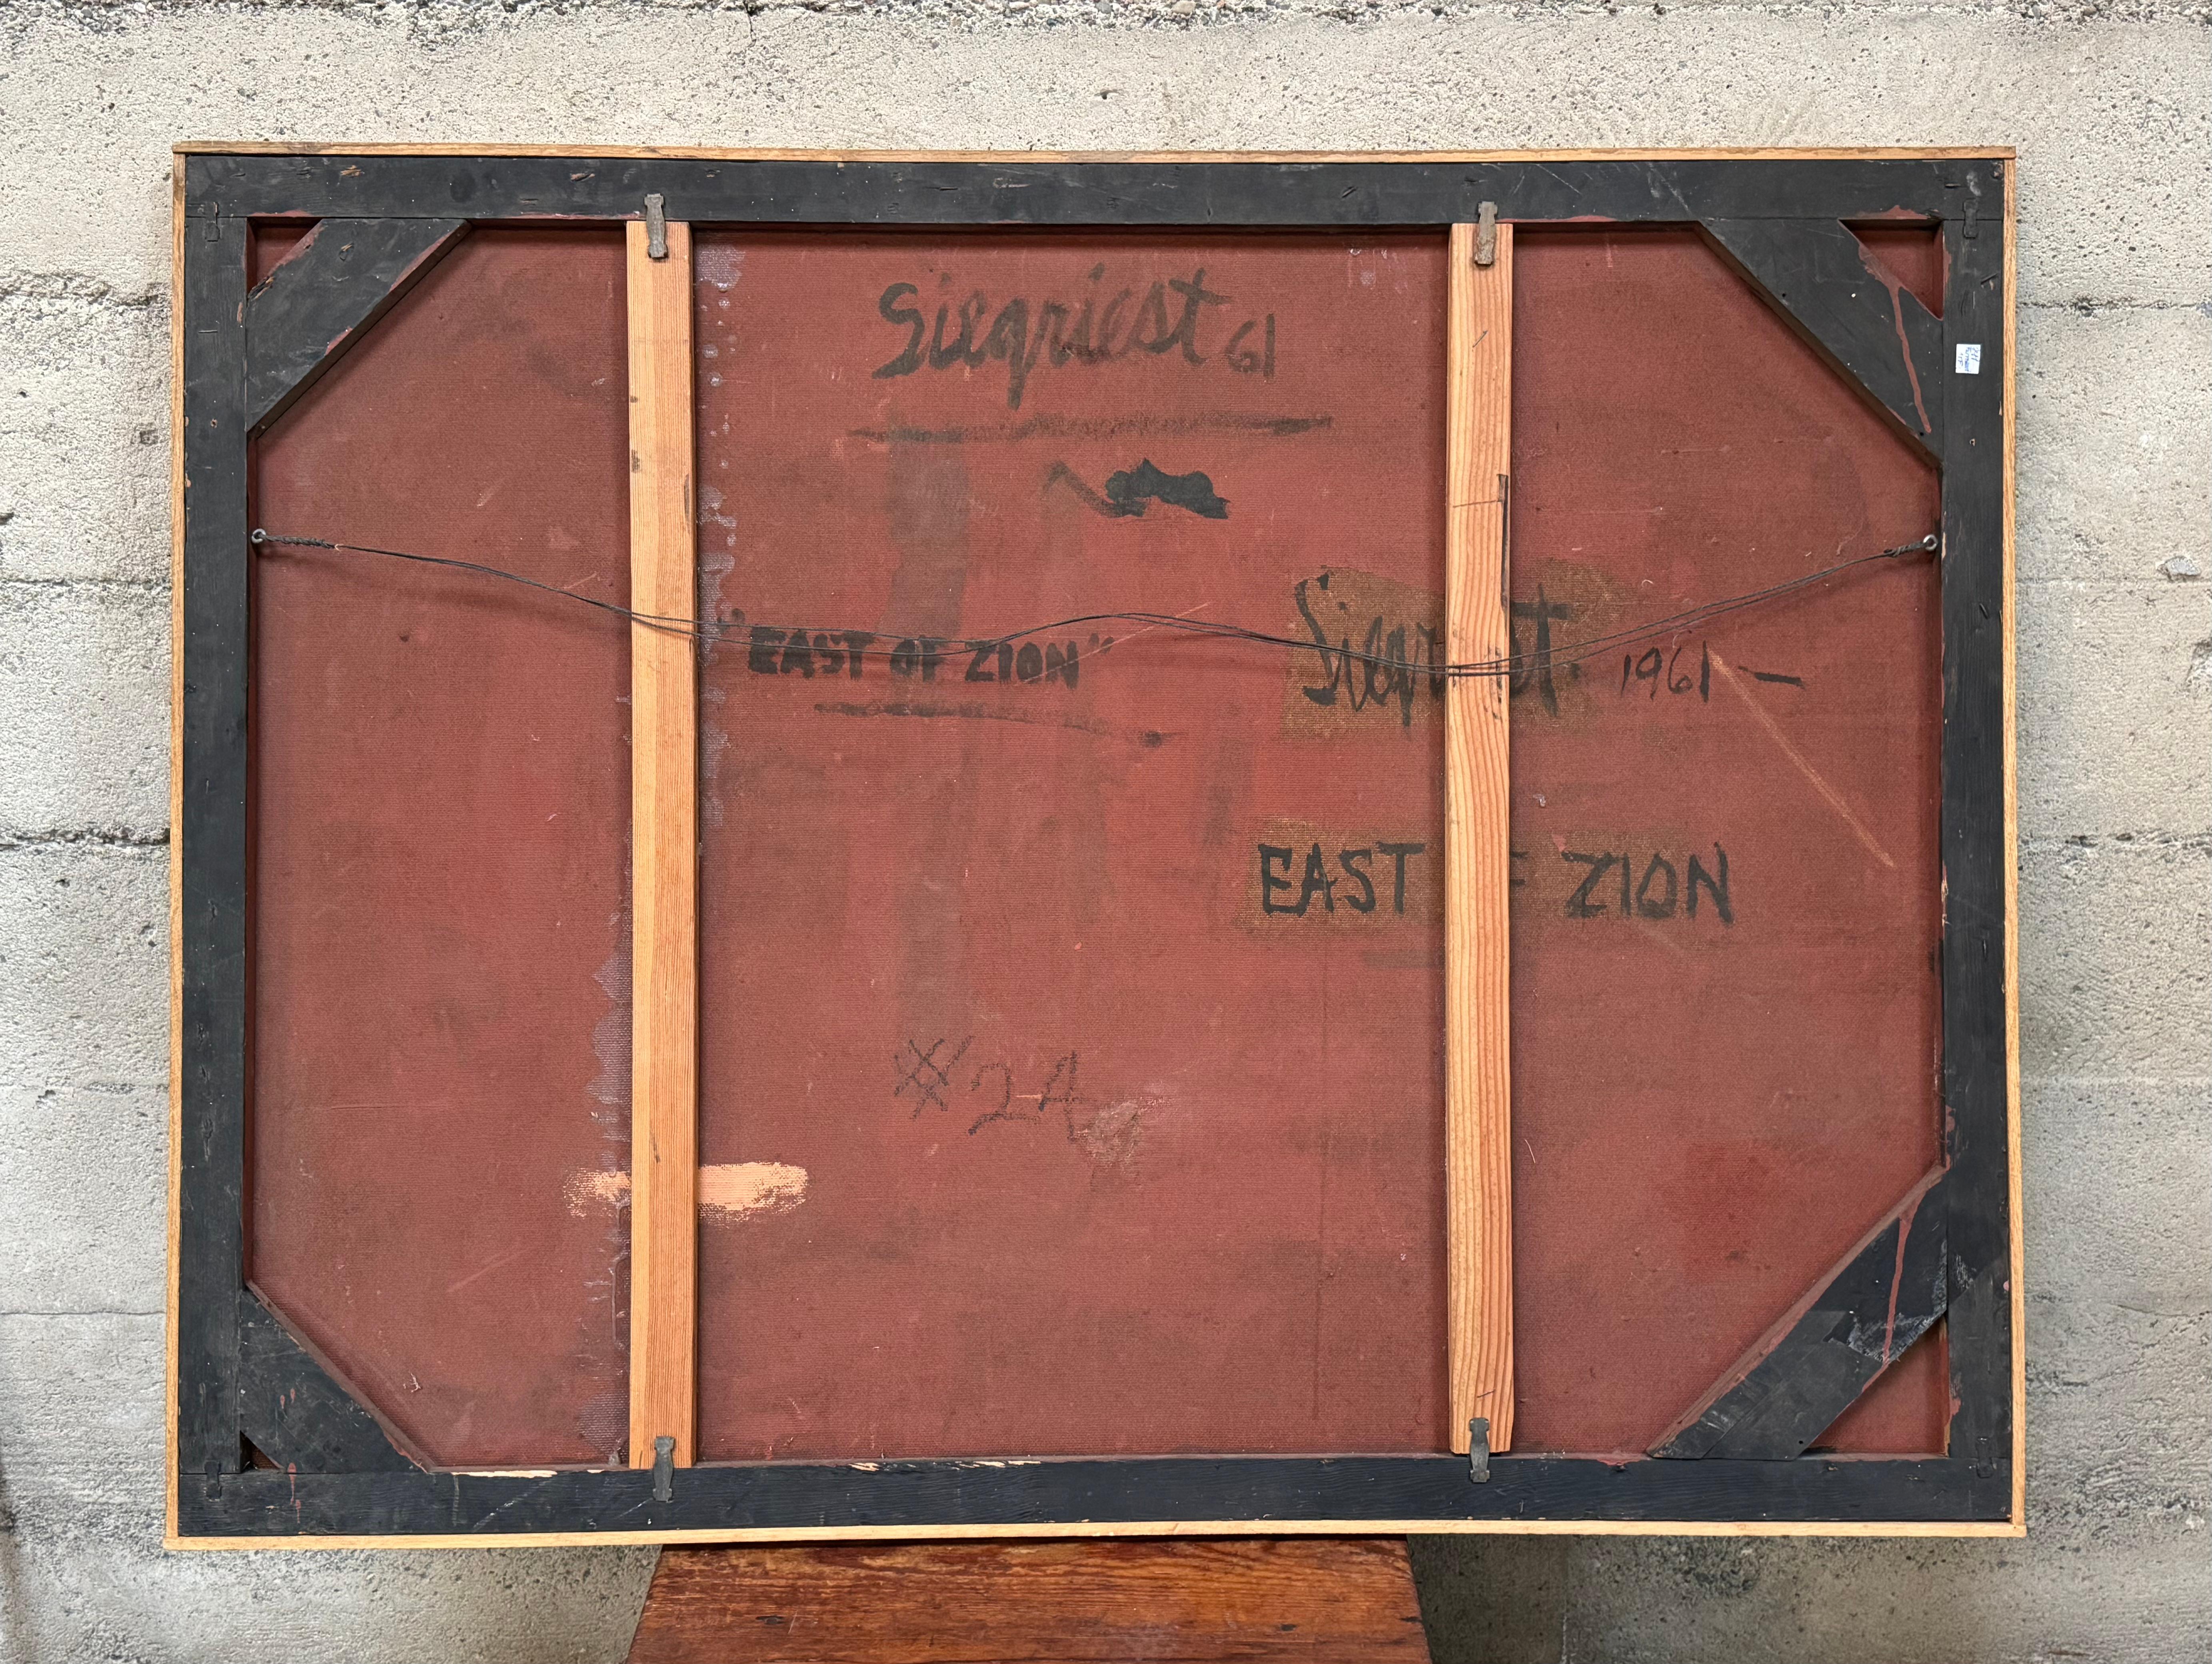 Siegriest 61
"EAST OF ZION"
Siegriest. 1961 —
EAST OF ZION
#24